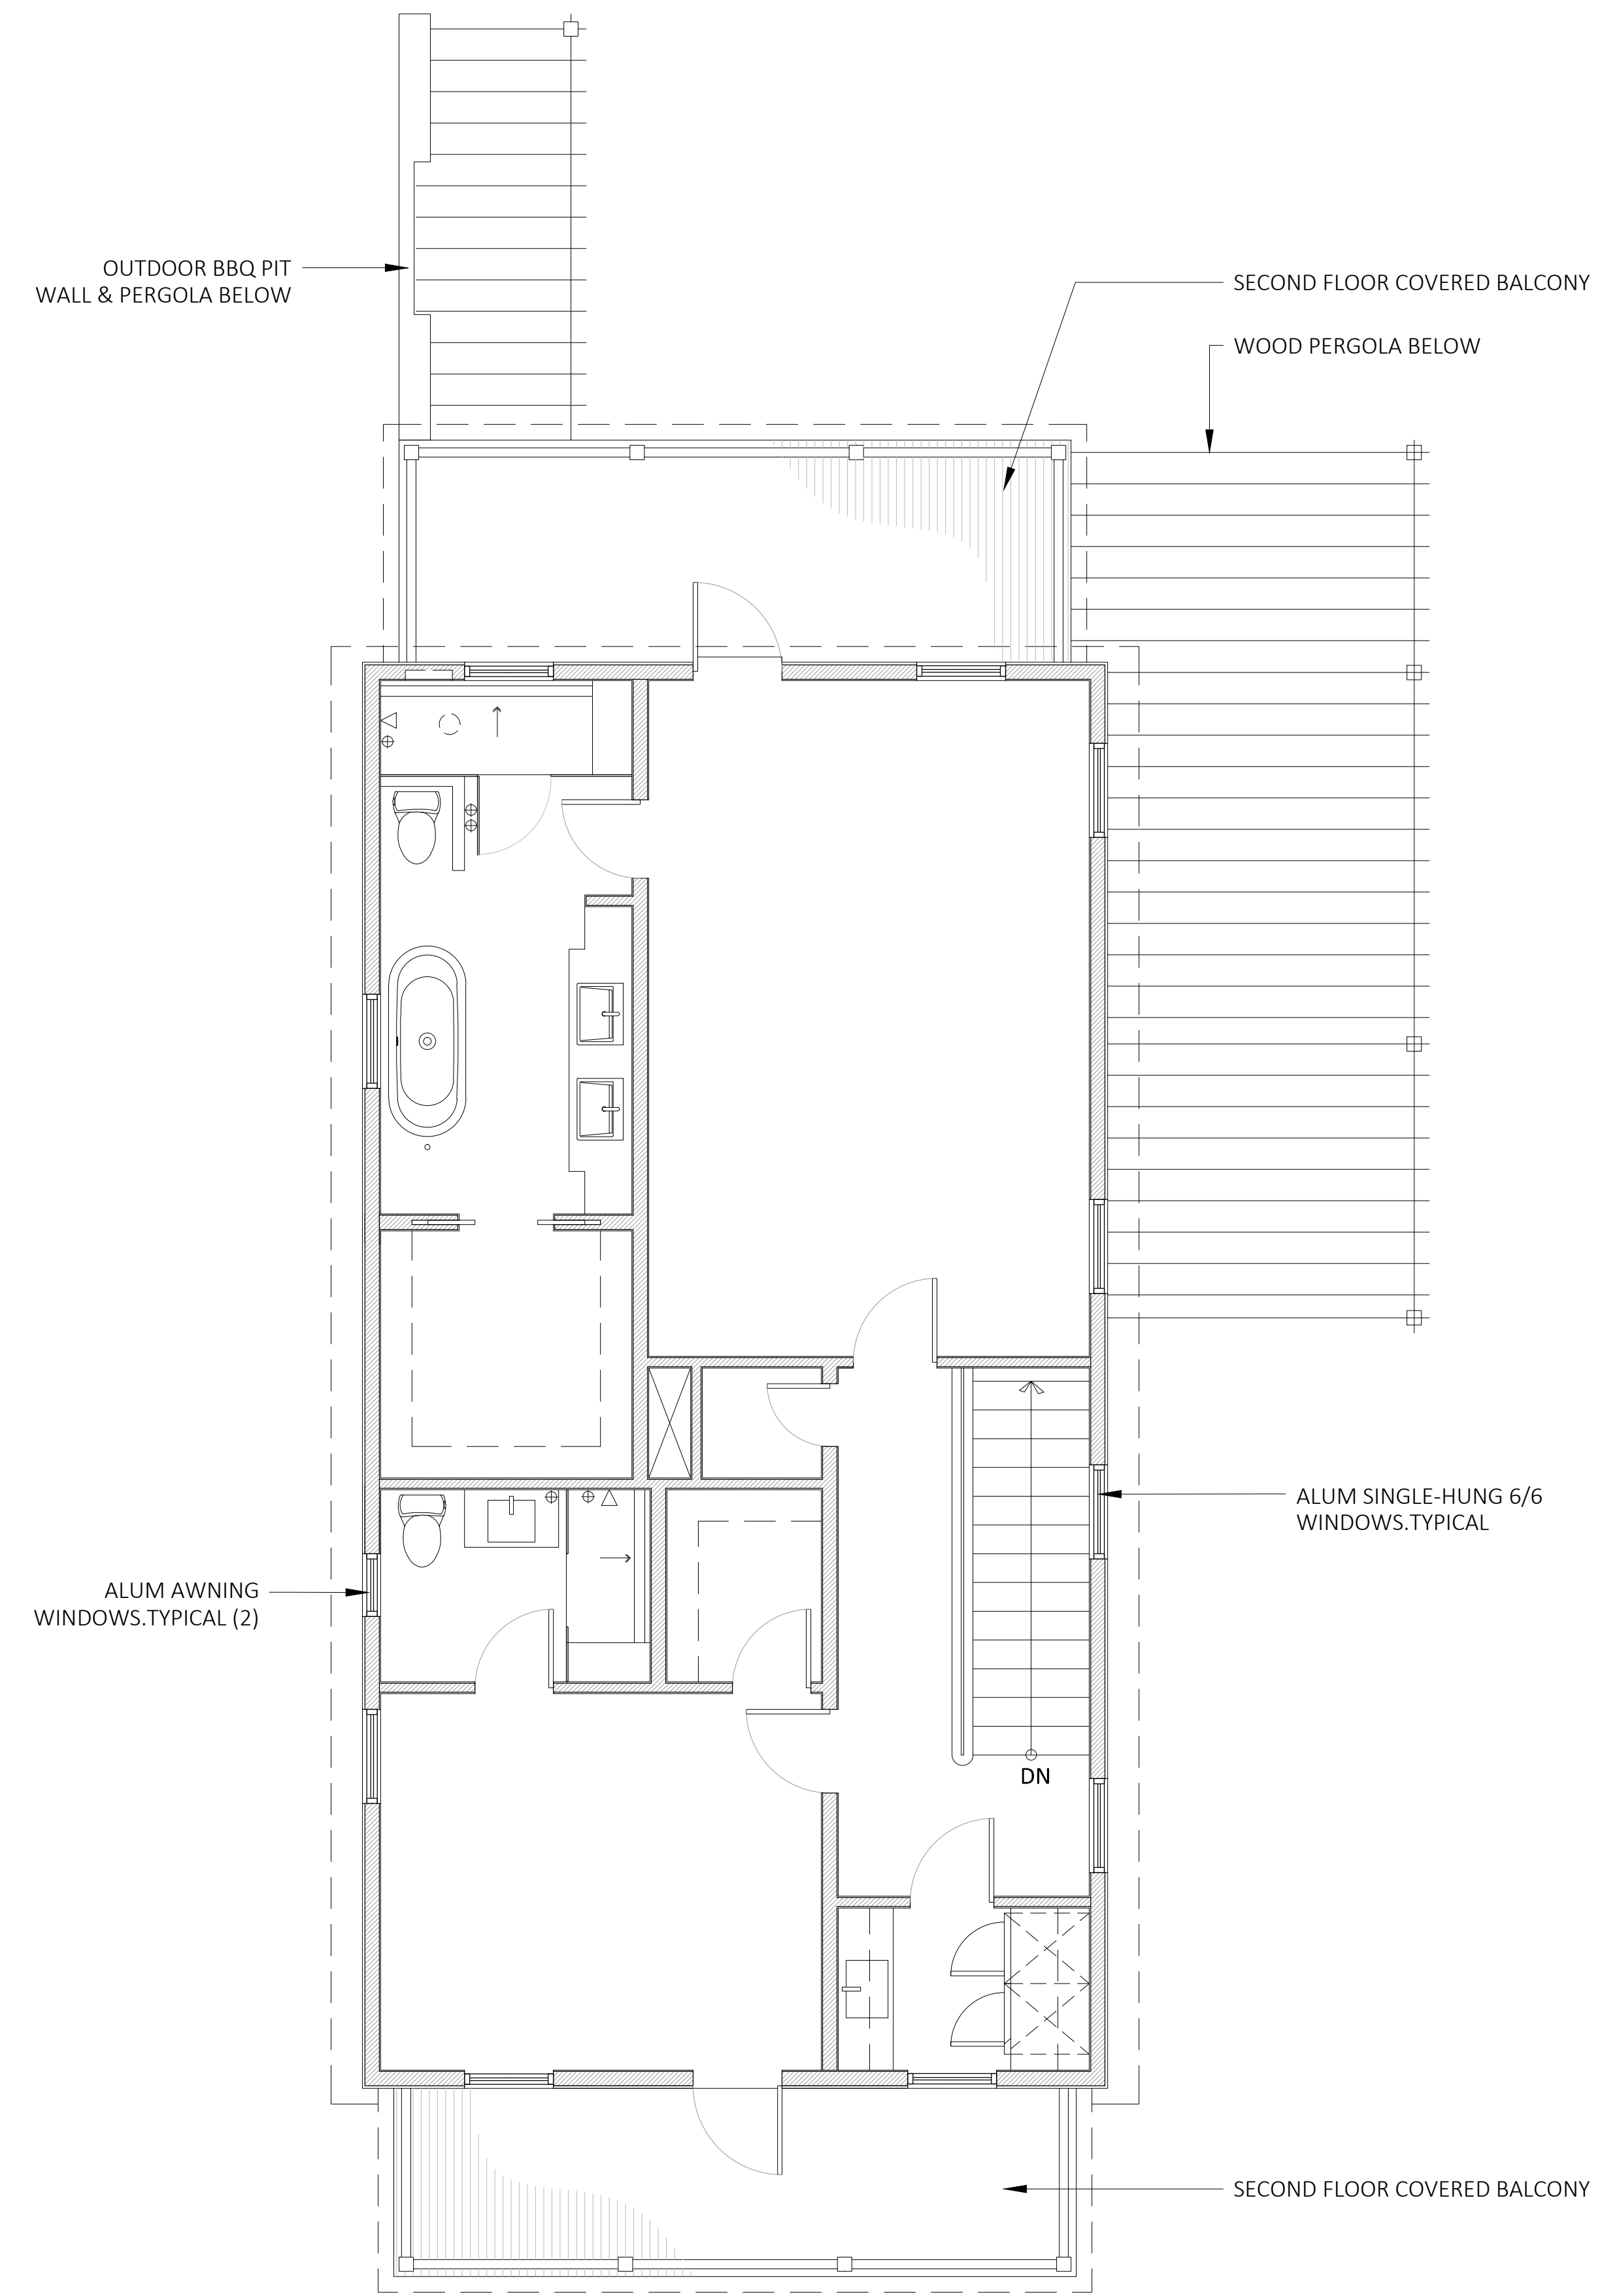 OUTDOOR BBQ PIT
WALL & PERGOLA BELOW
SECOND FLOOR COVERED BALCONY
WOOD PERGOLA BELOW
ALUM SINGLE-HUNG 6/6
WINDOWS.TYPICAL
ALUM AWNING
WINDOWS.TYPICAL (2)
DN
SECOND FLOOR COVERED BALCONY